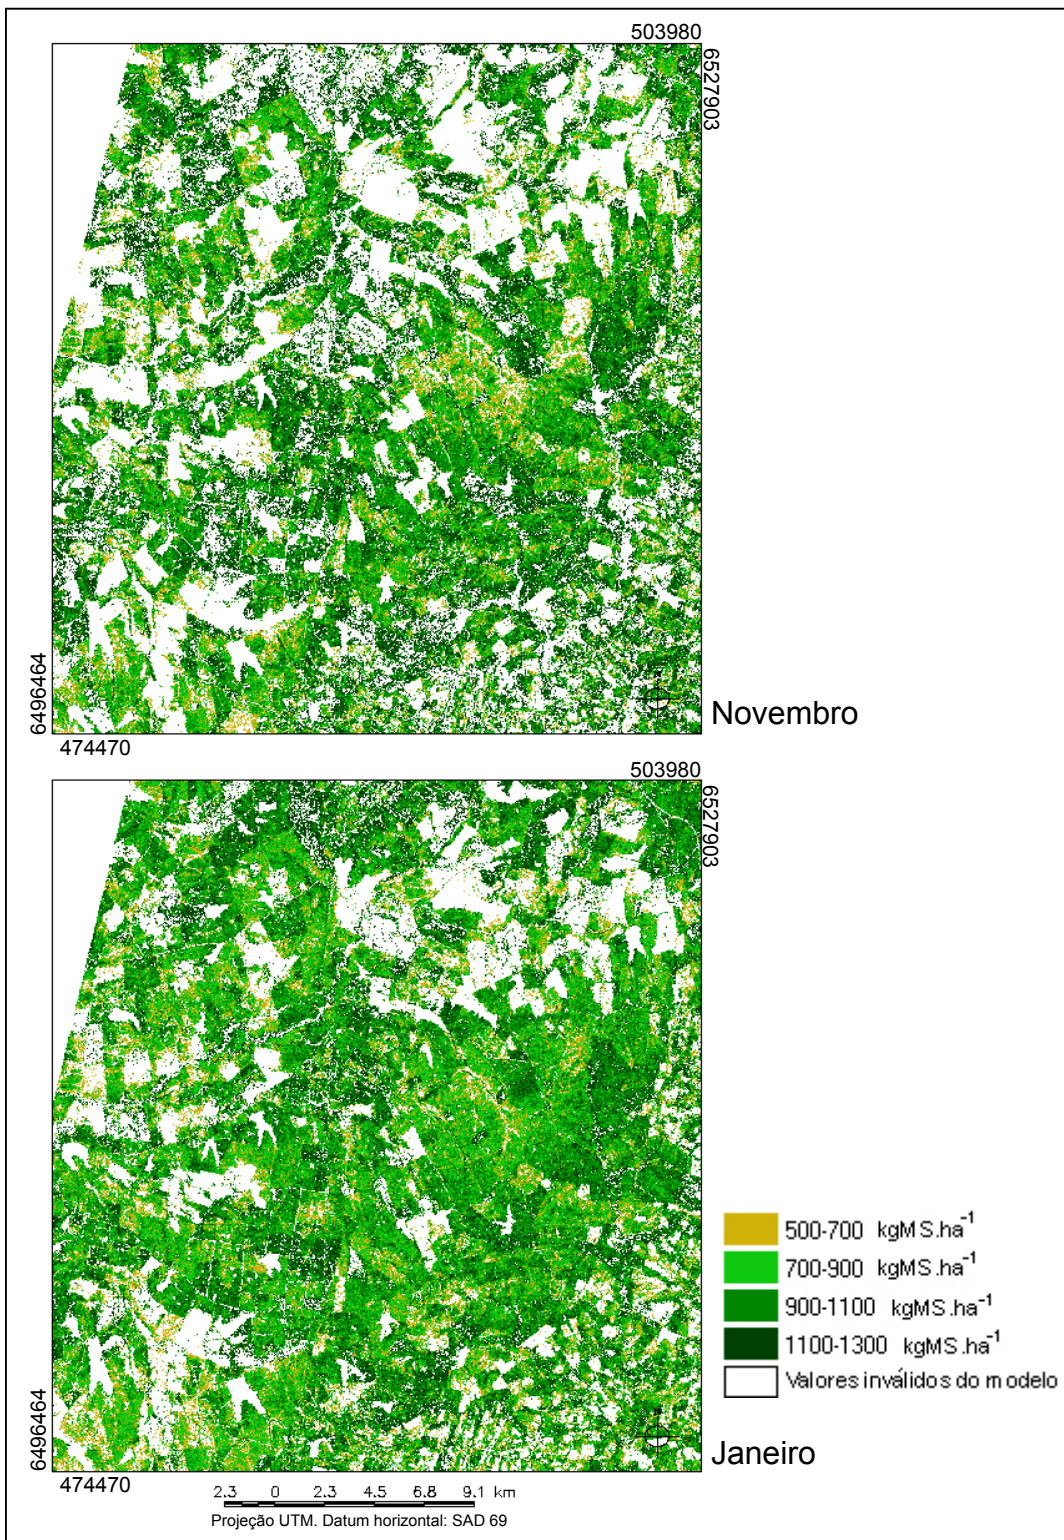 503980
6527903
6496464
474470
Novembro
503980
6527903
500-700 kgMS.ha⁻¹
700-900 kgMS.ha⁻¹
900-1100 kgMS.ha⁻¹
1100-1300 kgMS.ha⁻¹
Valores inválidos do modelo
6496464
Janeiro
474470
2.3 0 2.3 4.5 6.8 9.1 km
Projeção UTM. Datum horizontal: SAD 69